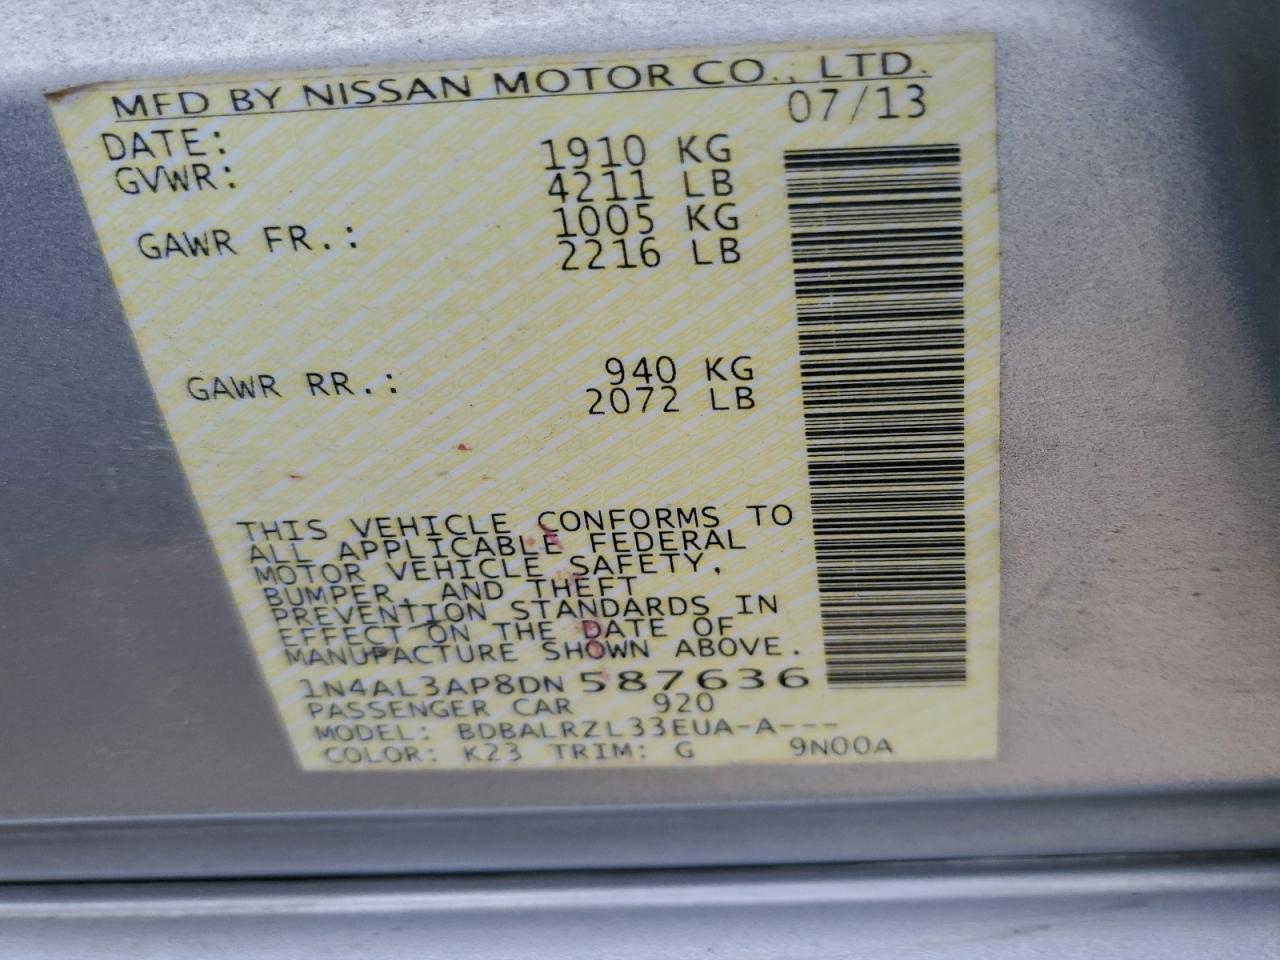 MFD BY NISSAN MOTOR CO., LTD.
DATE: 07/13
GVWR: 1910 KG
4211 LB
GAWR FR.: 1005 KG
2216 LB
GAWR RR.: 940 KG
2072 LB
THIS VEHICLE CONFORMS TO
ALL APPLICABLE FEDERAL
MOTOR VEHICLE SAFETY,
BUMPER, AND THEFT
PREVENTION STANDARDS IN
EFFECT ON THE DATE OF
MANUFACTURE SHOWN ABOVE.
1N4AL3AP8DN 587636
PASSENGER CAR 920
MODEL: BDBALRZL33EUA-A---
COLOR: K23 TRIM: G 9N00A